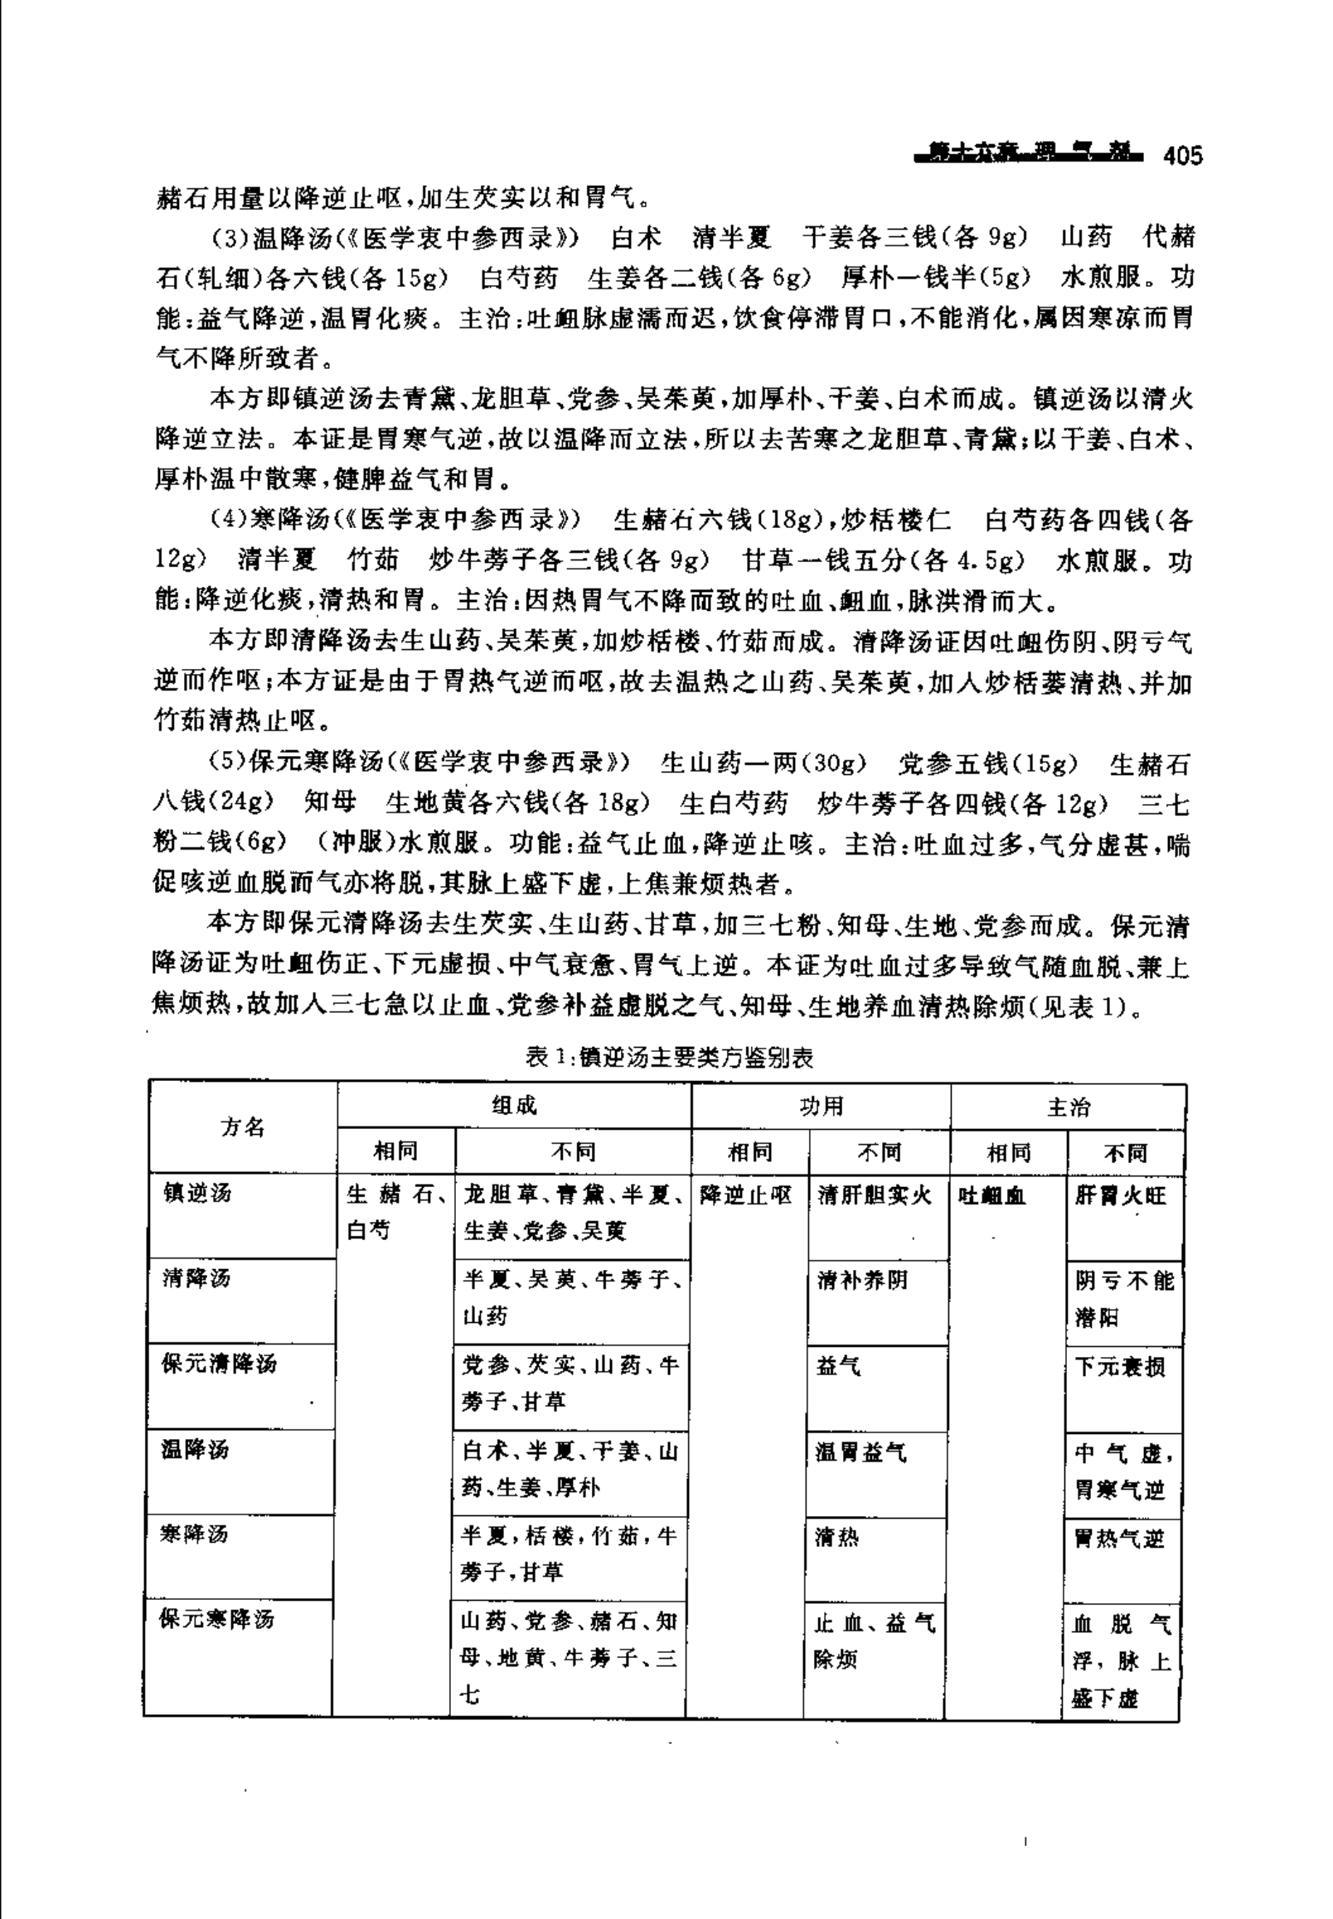 第十六章 理气剂 405
赭石用量以降逆止呕,加生芡实以和胃气。
(3)温降汤(《医学衷中参西录》) 白术 清半夏 干姜各三钱(各 9g) 山药 代赭
石(轧细)各六钱(各 15g) 白芍药 生姜各二钱(各 6g) 厚朴一钱半(5g) 水煎服。功
能:益气降逆,温胃化痰。主治:吐衄脉虚濡而迟,饮食停滞胃口,不能消化,属因寒凉而胃
气不降所致者。
本方即镇逆汤去青黛、龙胆草、党参、吴茱萸,加厚朴、干姜、白术而成。镇逆汤以清火
降逆立法。本证是胃寒气逆,故以温降而立法,所以去苦寒之龙胆草、青黛;以干姜、白术、
厚朴温中散寒,健脾益气和胃。
(4)寒降汤(《医学衷中参西录》) 生赭石六钱(18g),炒栝楼仁 白芍药各四钱(各
12g) 清半夏 竹茹 炒牛蒡子各三钱(各 9g) 甘草一钱五分(各 4.5g) 水煎服。功
能:降逆化痰,清热和胃。主治:因热胃气不降而致的吐血、衄血,脉洪滑而大。
本方即清降汤去生山药、吴茱萸,加炒栝楼、竹茹而成。清降汤证因吐衄伤阴、阴亏气
逆而作呕;本方证是由于胃热气逆而呕,故去温热之山药、吴茱萸,加人炒栝蒌清热、并加
竹茹清热止呕。
(5)保元寒降汤(《医学衷中参西录》) 生山药一两(30g) 党参五钱(15g) 生赭石
八钱(24g) 知母 生地黄各六钱(各 18g) 生白芍药 炒牛蒡子各四钱(各 12g) 三七
粉二钱(6g) (冲服)水煎服。功能:益气止血,降逆止咳。主治:吐血过多,气分虚甚,喘
促咳逆血脱而气亦将脱,其脉上盛下虚,上焦兼烦热者。
本方即保元清降汤去生芡实、生山药、甘草,加三七粉、知母、生地、党参而成。保元清
降汤证为吐衄伤正、下元虚损、中气衰惫、胃气上逆。本证为吐血过多导致气随血脱、兼上
焦烦热,故加人三七急以止血、党参补益虚脱之气、知母、生地养血清热除烦(见表 1)。
表 1:镇逆汤主要类方鉴别表
方名 组成 功用 主治
相同 不同 相同 不同 相同 不同
镇逆汤 生赭石、 龙胆草、青黛、半夏、 降逆止呕 清肝胆实火 吐衄血 肝胃火旺
白芍 生姜、党参、吴萸
清降汤 半夏、吴萸、牛蒡子、 清补养阴 阴亏不能
山药 潜阳
保元清降汤 党参、芡实、山药、牛 益气 下元衰损
蒡子、甘草
温降汤 白术、半夏、干姜、山 温胃益气 中气虚,
药、生姜、厚朴 胃寒气逆
寒降汤 半夏,栝楼,竹茹,牛 清热 胃热气逆
蒡子,甘草
保元寒降汤 山药、党参、赭石、知 止血、益气 血脱气
母、地黄、牛蒡子、三 除烦 浮,脉上
七 盛下虚